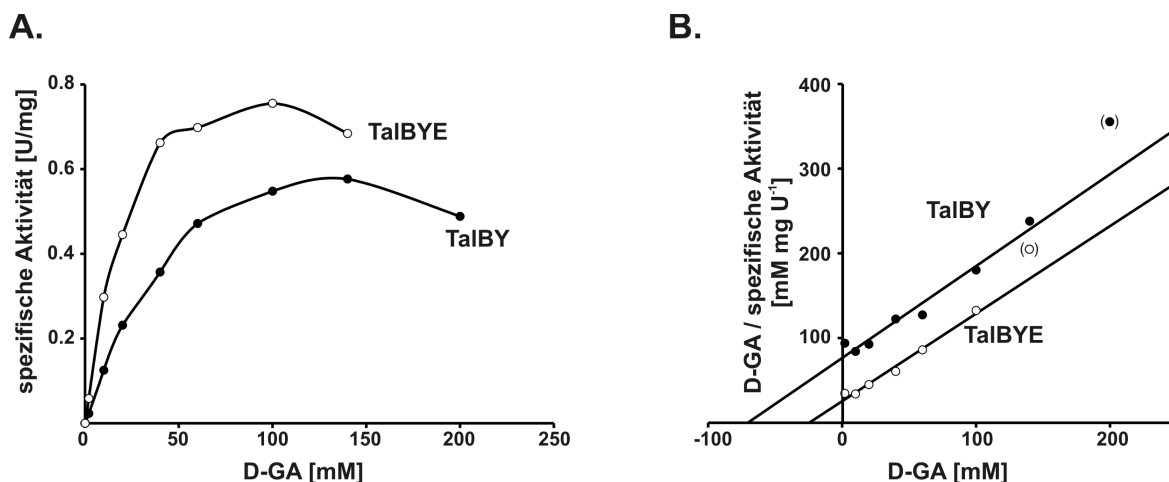 A.
spezifische Aktivität [U/mg]
0.8
0.6
0.4
0.2
0
50
100
150
200
250
D-GA [mM]
TalBYE
TalBY
B.
D-GA / spezifische Aktivität
[mM mg U⁻¹]
400
300
200
100
-100
0
100
200
D-GA [mM]
TalBY
TalBYE
(●)
(○)